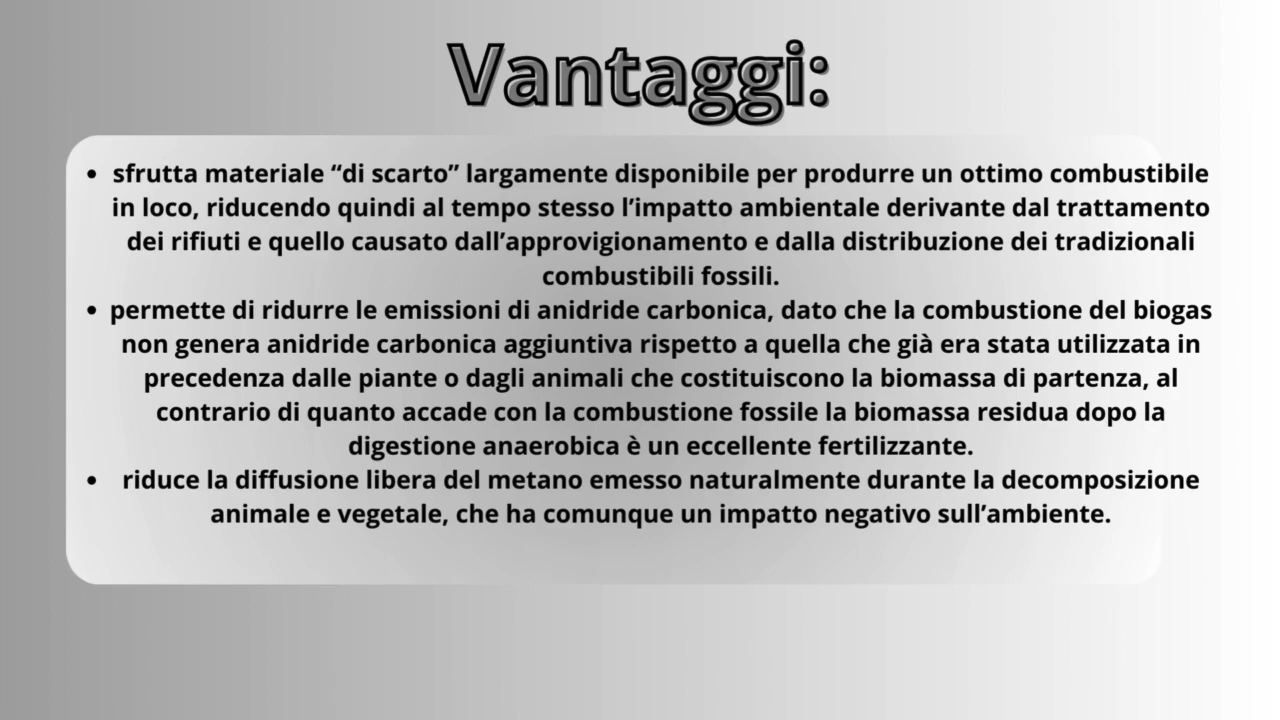 Vantaggi:
• sfrutta materiale “di scarto” largamente disponibile per produrre un ottimo combustibile
in loco, riducendo quindi al tempo stesso l’impatto ambientale derivante dal trattamento
dei rifiuti e quello causato dall’approvigionamento e dalla distribuzione dei tradizionali
combustibili fossili.
• permette di ridurre le emissioni di anidride carbonica, dato che la combustione del biogas
non genera anidride carbonica aggiuntiva rispetto a quella che già era stata utilizzata in
precedenza dalle piante o dagli animali che costituiscono la biomassa di partenza, al
contrario di quanto accade con la combustione fossile la biomassa residua dopo la
digestione anaerobica è un eccellente fertilizzante.
• riduce la diffusione libera del metano emesso naturalmente durante la decomposizione
animale e vegetale, che ha comunque un impatto negativo sull’ambiente.